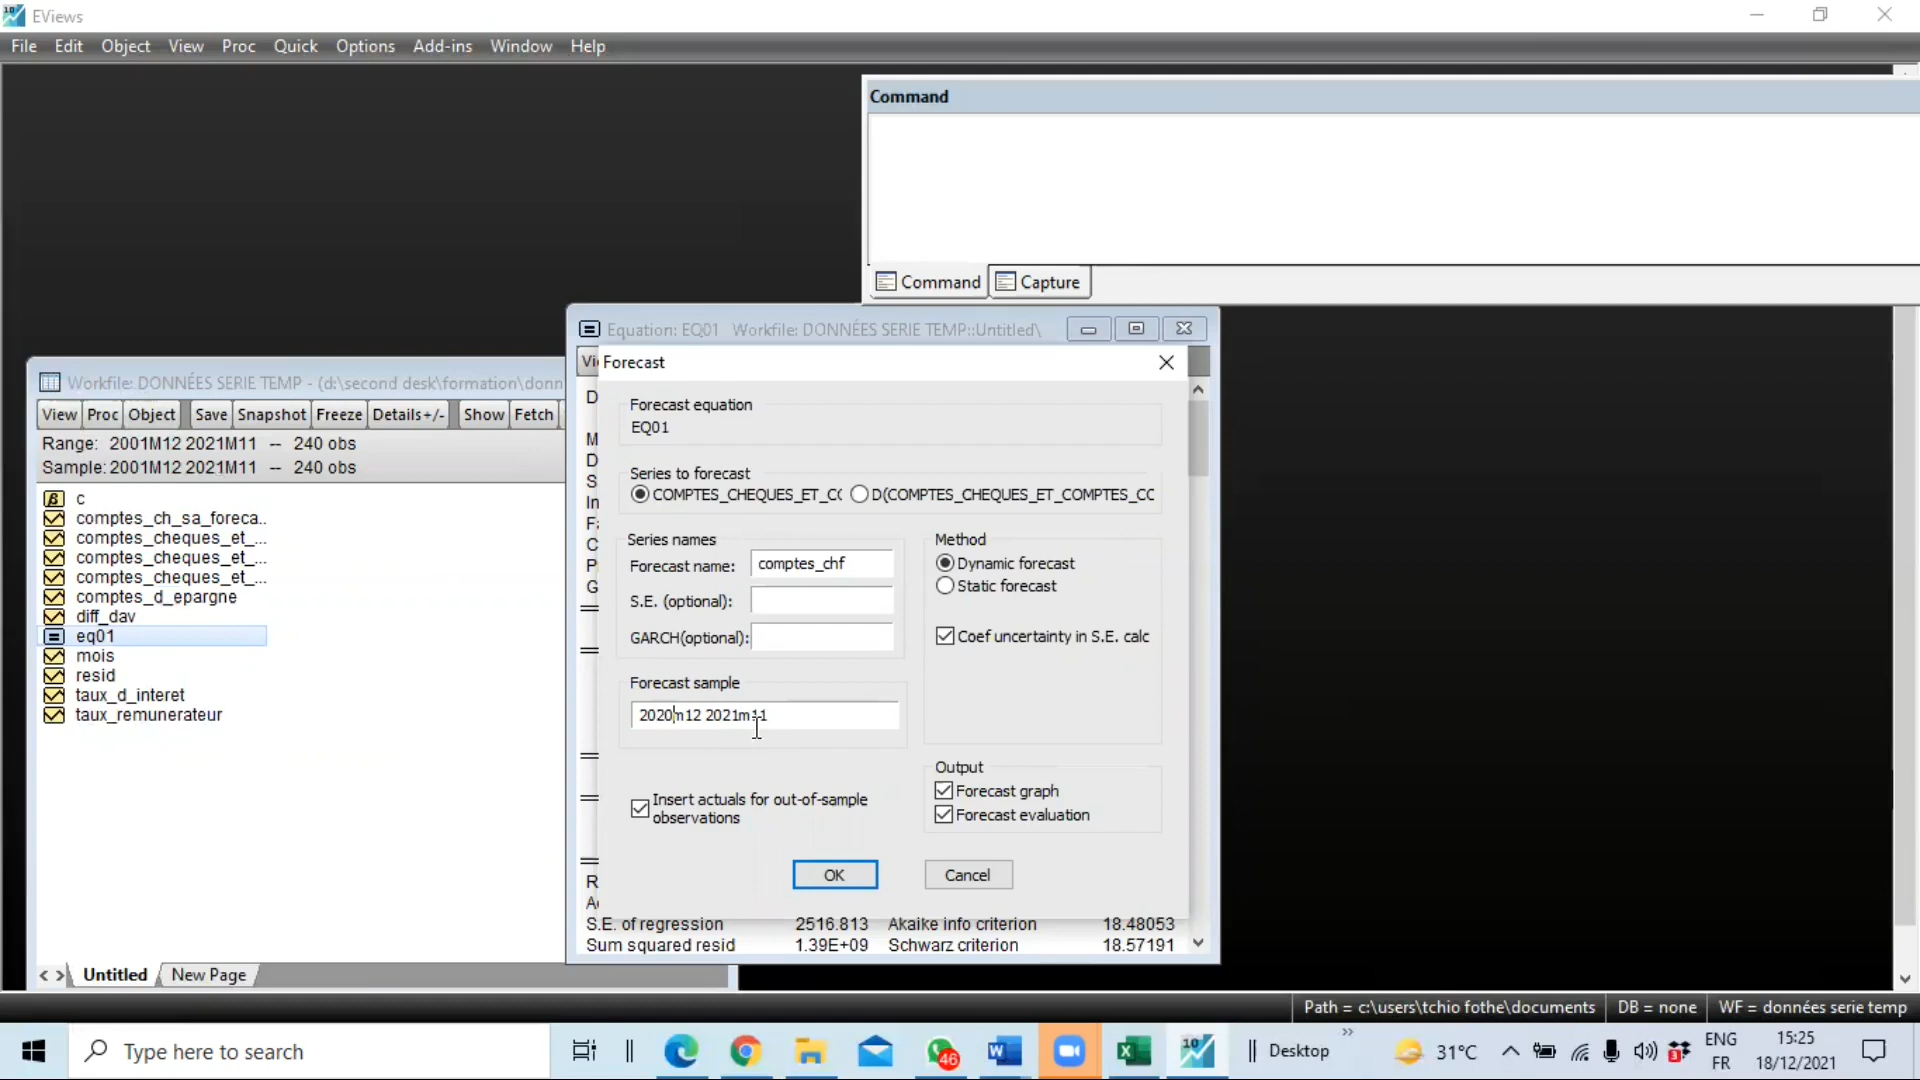 EViews
File Edit Object View Proc Quick Options Add-ins Window Help
Command
Command Capture
Equation: EQ01 Workfile: DONNÉES SERIE TEMP::Untitled\
Forecast
Forecast equation
EQ01
Series to forecast
COMPTES_CHEQUES_ET_CC D(COMPTES_CHEQUES_ET_COMPTES_CC
Series names
Forecast name: comptes_chf
S.E. (optional):
GARCH(optional):
Method
Dynamic forecast
Static forecast
Coef uncertainty in S.E. calc
Forecast sample
2020m12 2021m11
Insert actuals for out-of-sample
observations
Output
Forecast graph
Forecast evaluation
OK Cancel
S.E. of regression 2516.813 Akaike info criterion 18.48053
Sum squared resid 1.39E+09 Schwarz criterion 18.57191
Workfile: DONNÉES SERIE TEMP - (d:\second desk\formation\donn
View Proc Object Save Snapshot Freeze Details+/- Show Fetch
Range: 2001M12 2021M11 -- 240 obs
Sample: 2001M12 2021M11 -- 240 obs
c
comptes_ch_sa_foreca..
comptes_cheques_et_...
comptes_cheques_et_...
comptes_cheques_et_...
comptes_d_epargne
diff_dav
eq01
mois
resid
taux_d_interet
taux_remunerateur
< > Untitled New Page
Path = c:\users\tchio fothe\documents DB = none WF = données serie temp
Type here to search
46
Desktop
31°C
ENG
FR
15:25
18/12/2021